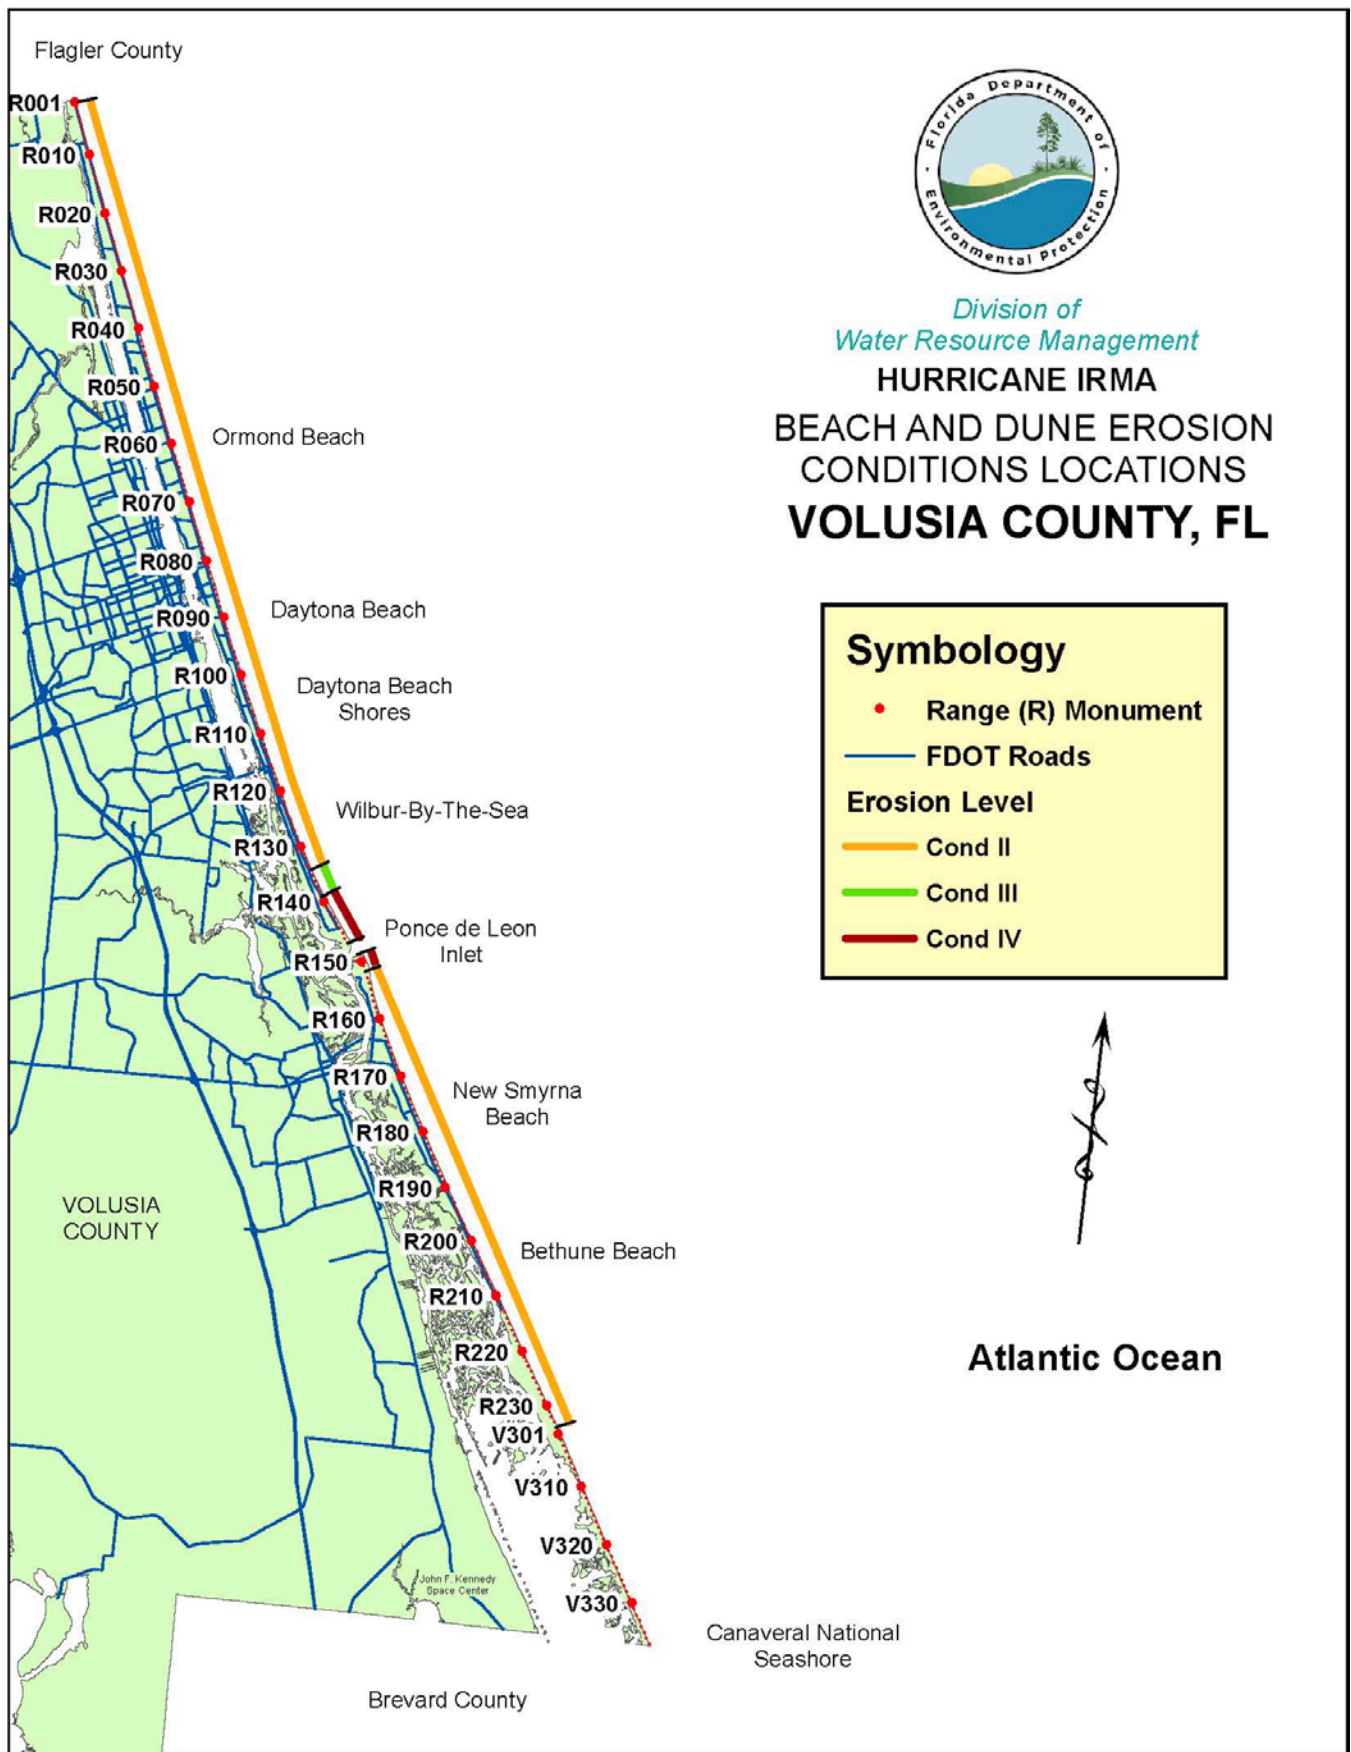 Flagler County
R001
R010
R020
R030
R040
R050
R060
Ormond Beach
R070
R080
R090
Daytona Beach
R100
Daytona Beach
Shores
R110
R120
Wilbur-By-The-Sea
R130
R140
Ponce de Leon
Inlet
R150
R160
R170
New Smyrna
Beach
R180
R190
VOLUSIA
COUNTY
R200
Bethune Beach
R210
R220
R230
V301
V310
V320
V330
John F. Kennedy
Space Center
Canaveral National
Seashore
Brevard County
Florida Department of
Environmental Protection
Division of
Water Resource Management
HURRICANE IRMA
BEACH AND DUNE EROSION
CONDITIONS LOCATIONS
VOLUSIA COUNTY, FL
Symbology
Range (R) Monument
FDOT Roads
Erosion Level
Cond II
Cond III
Cond IV
Atlantic Ocean